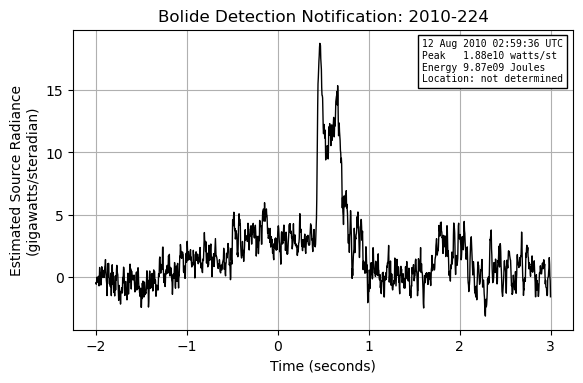 Bolide Detection Notification: 2010-224
12 Aug 2010 02:59:36 UTC
Peak   1.88e10 watts/st
Energy 9.87e09 Joules
Location: not determined
Estimated Source Radiance
(gigawatts/steradian)
15
10
5
0
−2 −1 0 1 2 3
Time (seconds)